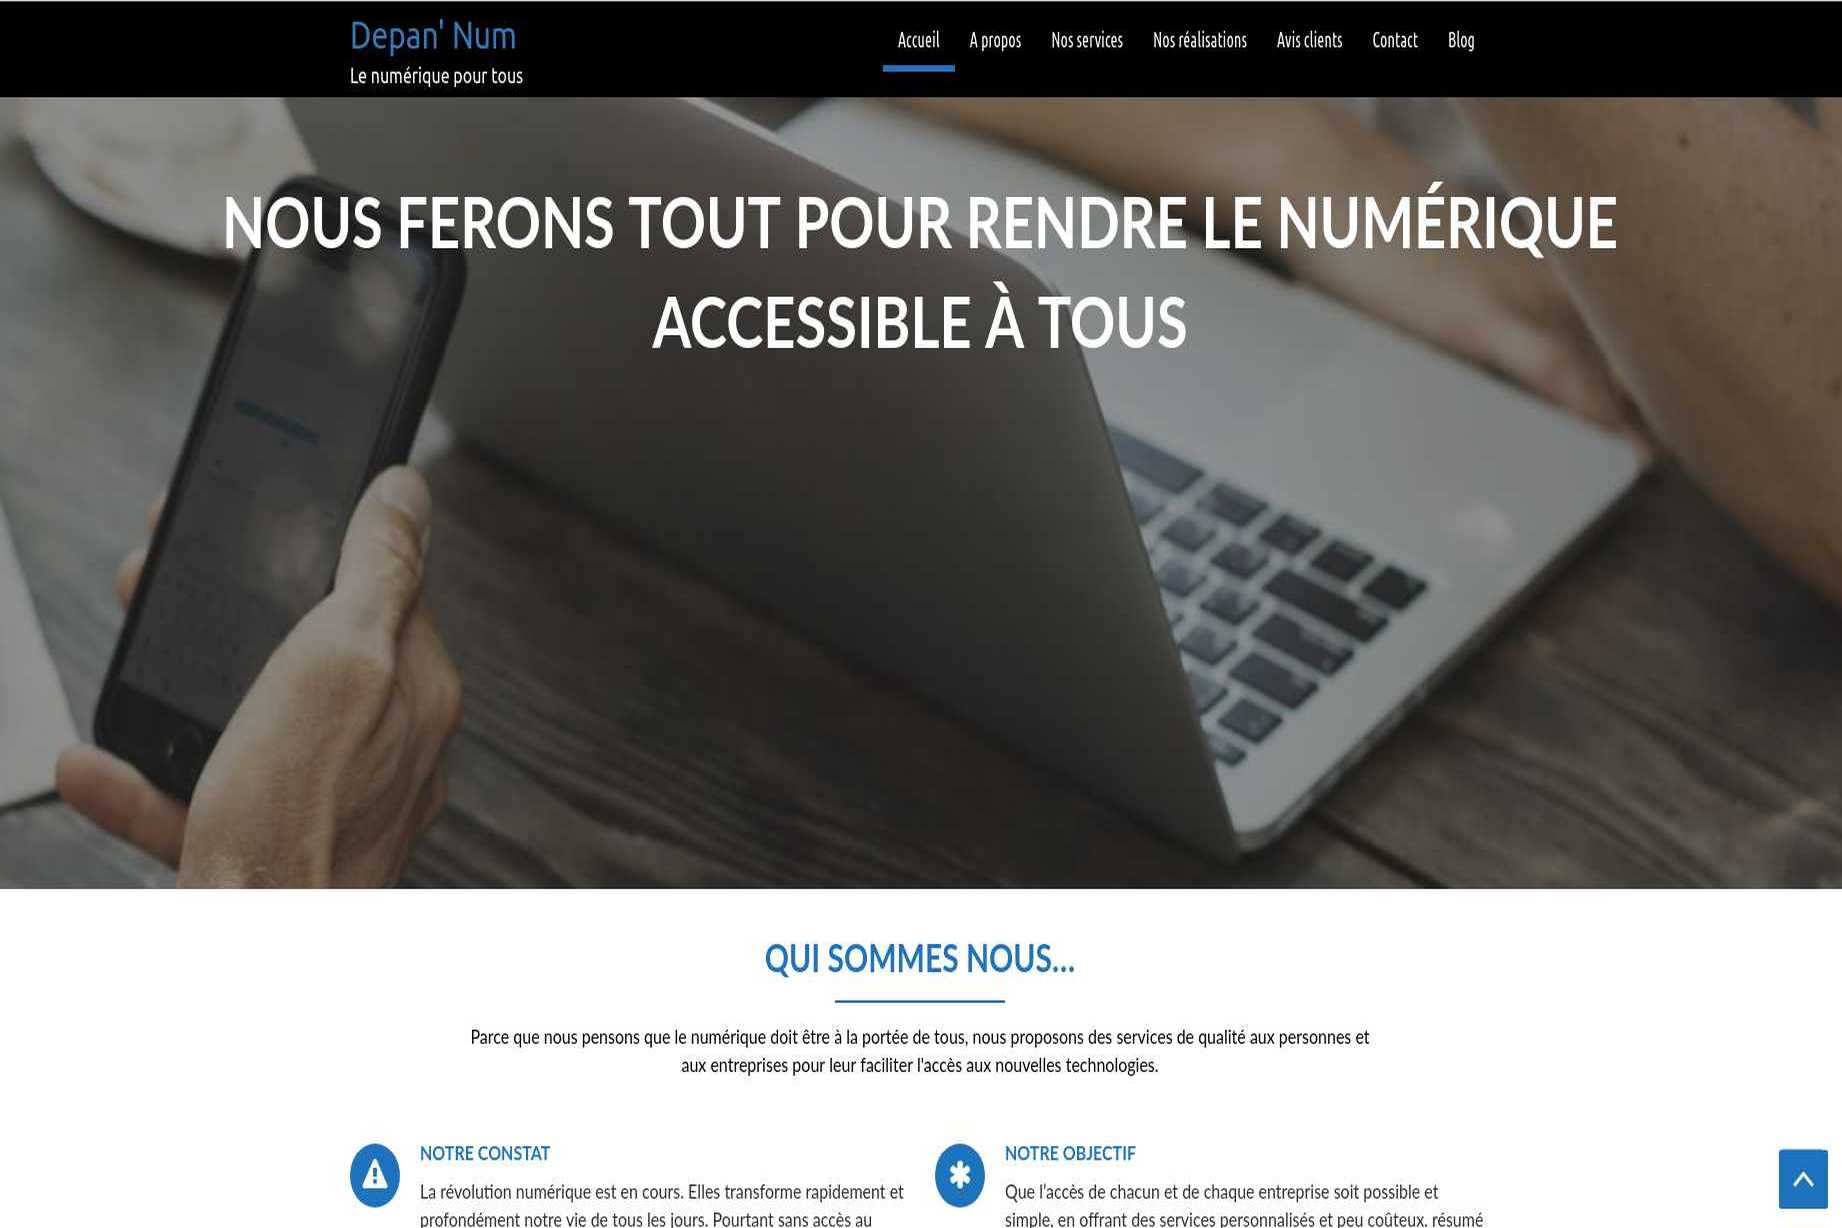 Depan' Num
Le numérique pour tous
Accueil A propos Nos services Nos réalisations Avis clients Contact Blog
NOUS FERONS TOUT POUR RENDRE LE NUMÉRIQUE
ACCESSIBLE À TOUS
QUI SOMMES NOUS...
Parce que nous pensons que le numérique doit être à la portée de tous, nous proposons des services de qualité aux personnes et
aux entreprises pour leur faciliter l'accès aux nouvelles technologies.
NOTRE CONSTAT
La révolution numérique est en cours. Elles transforme rapidement et
profondément notre vie de tous les jours. Pourtant sans accès au
NOTRE OBJECTIF
Que l'accès de chacun et de chaque entreprise soit possible et
simple, en offrant des services personnalisés et peu coûteux. résumé